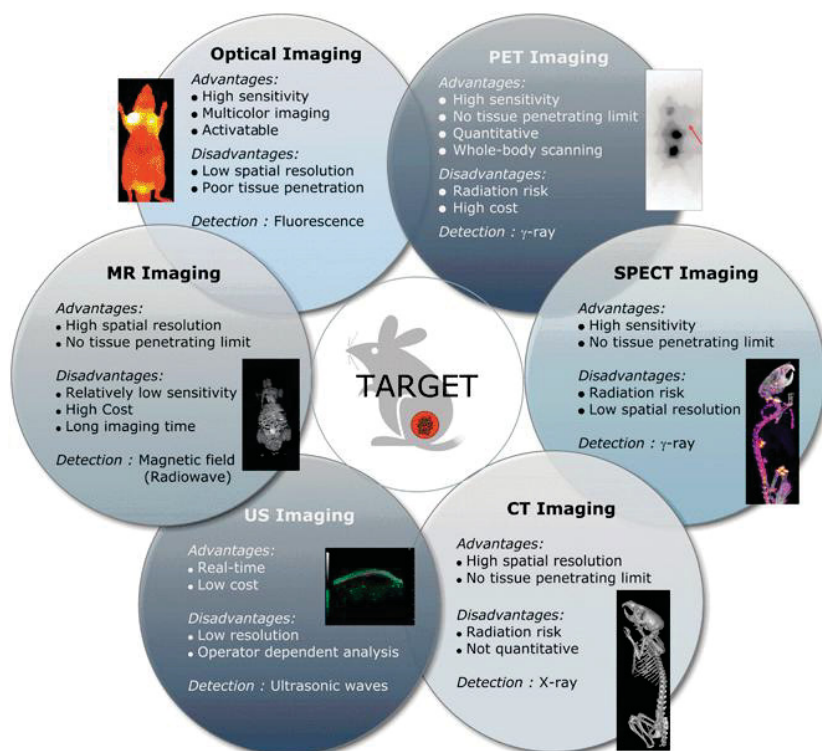 Optical Imaging
Advantages:
• High sensitivity
• Multicolor imaging
• Activatable
Disadvantages:
• Low spatial resolution
• Poor tissue penetration
Detection : Fluorescence
PET Imaging
Advantages:
• High sensitivity
• No tissue penetrating limit
• Quantitative
• Whole-body scanning
Disadvantages:
• Radiation risk
• High cost
Detection : γ-ray
MR Imaging
Advantages:
• High spatial resolution
• No tissue penetrating limit
Disadvantages:
• Relatively low sensitivity
• High Cost
• Long imaging time
Detection : Magnetic field
(Radiowave)
TARGET
SPECT Imaging
Advantages:
• High sensitivity
• No tissue penetrating limit
Disadvantages:
• Radiation risk
• Low spatial resolution
Detection : γ-ray
US Imaging
Advantages:
• Real-time
• Low cost
Disadvantages:
• Low resolution
• Operator dependent analysis
Detection : Ultrasonic waves
CT Imaging
Advantages:
• High spatial resolution
• No tissue penetrating limit
Disadvantages:
• Radiation risk
• Not quantitative
Detection : X-ray